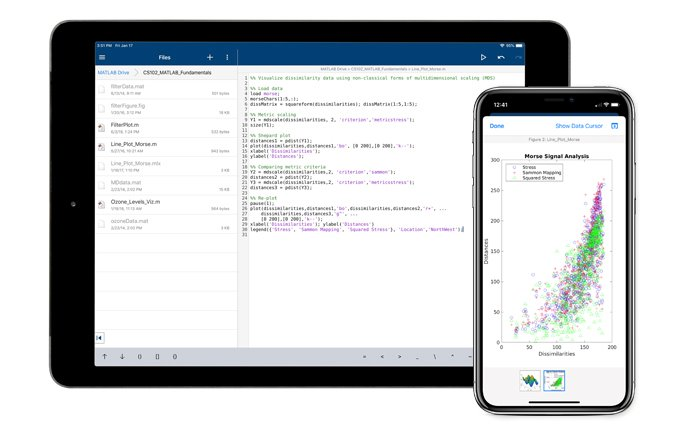 3:51 PM Fri Jan 17
95%
Files
MATLAB Drive
CS102_MATLAB_Fundamentals
MATLAB Drive > CS102_MATLAB_Fundamentals > Line_Plot_Morse.m
filterData.mat
filterFigure.fig
FilterPlot.m
Line_Plot_Morse.m
Line_Plot_Morse.mlx
MDdata.mat
Ozone_Levels_Viz.m
ozoneData.mat
1 %% Visualize dissimilarity data using non-classical forms of multidimensional scaling (MDS)
2
3 %% Load data
4 load morse;
5 morseChars(1:5,:);
6 dissMatrix = squareform(dissimilarities); dissMatrix(1:5,1:5);
7
8 %% Metric scaling
9 Y1 = mdscale(dissimilarities, 2, 'criterion','metricstress');
10 size(Y1);
11
12 %% Shepard plot
13 distances1 = pdist(Y1);
14 plot(dissimilarities,distances1,'bo', [0 200],[0 200],'k--');
15 xlabel('Dissimilarities');
16 ylabel('Distances');
17
18 %% Comparing metric criteria
19 Y2 = mdscale(dissimilarities,2, 'criterion','sammon');
20 distances2 = pdist(Y2);
21 Y3 = mdscale(dissimilarities,2, 'criterion','metricstress');
22 distances3 = pdist(Y3);
23
24 %% Re-plot
25 pause(1);
26 plot(dissimilarities,distances1,'bo',dissimilarities,distances2,'r+', ...
27 dissimilarities,distances3,'g^', ...
28 [0 200],[0 200],'k--');
29 xlabel('Dissimilarities'); ylabel('Distances')
30 legend({'Stress', 'Sammon Mapping', 'Squared Stress'}, 'Location','NorthWest');
31
() [] {}
= < > _ \ ^ ~
12:41
Done
Show Data Cursor
Figure 2: Line_Plot_Morse
Morse Signal Analysis
Stress
Sammon Mapping
Squared Stress
300
250
200
150
100
50
0
Distances
0 50 100 150 200
Dissimilarities